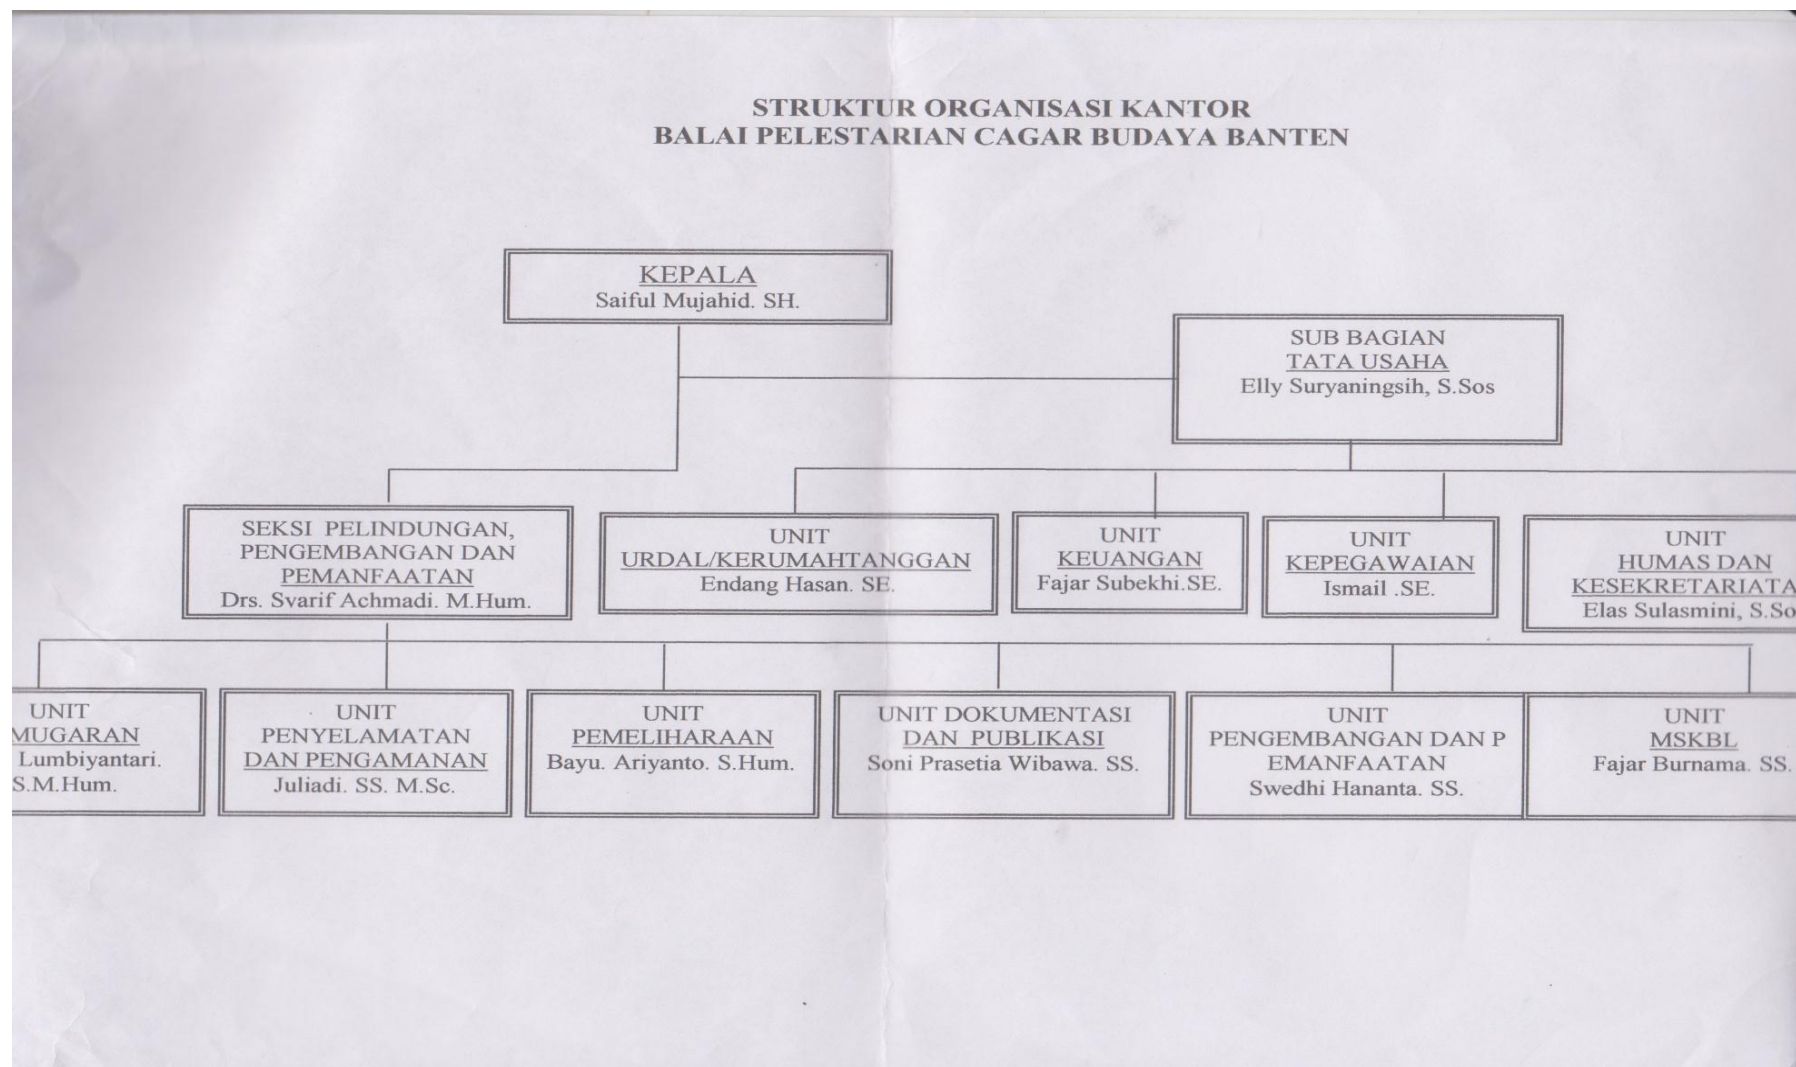 STRUKTUR ORGANISASI KANTOR
BALAI PELESTARIAN CAGAR BUDAYA BANTEN
KEPALA
Saiful Mujahid. SH.
SUB BAGIAN
TATA USAHA
Elly Suryaningsih, S.Sos
SEKSI PELINDUNGAN,
PENGEMBANGAN DAN
PEMANFAATAN
Drs. Svarif Achmadi. M.Hum.
UNIT
URDAL/KERUMAHTANGGAN
Endang Hasan. SE.
UNIT
KEUANGAN
Fajar Subekhi.SE.
UNIT
KEPEGAWAIAN
Ismail .SE.
UNIT
HUMAS DAN
KESEKRETARIATA
Elas Sulasmini, S.So
UNIT
MUGARAN
Lumbiyantari.
S.M.Hum.
UNIT
PENYELAMATAN
DAN PENGAMANAN
Juliadi. SS. M.Sc.
UNIT
PEMELIHARAAN
Bayu. Ariyanto. S.Hum.
UNIT DOKUMENTASI
DAN PUBLIKASI
Soni Prasetia Wibawa. SS.
UNIT
PENGEMBANGAN DAN P
EMANFAATAN
Swedhi Hananta. SS.
UNIT
MSKBL
Fajar Burnama. SS.